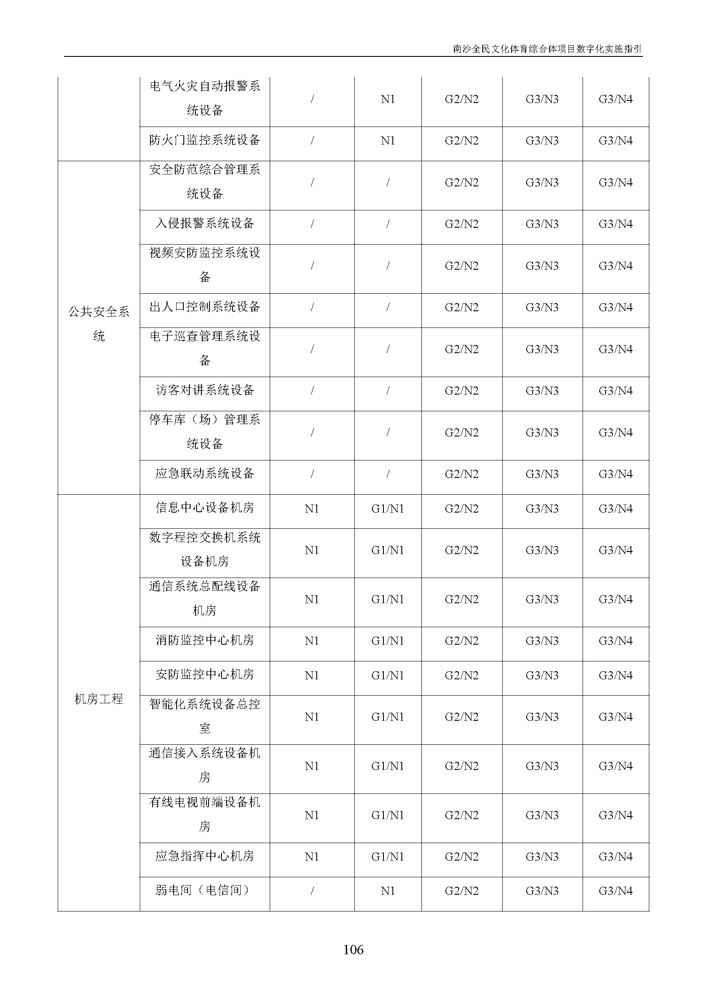 南沙全民文化体育综合体项目数字化实施指引
电气火灾自动报警系
统设备
/
N1
G2/N2
G3/N3
G3/N4
防火门监控系统设备
/
N1
G2/N2
G3/N3
G3/N4
公共安全系
统
安全防范综合管理系
统设备
/
/
G2/N2
G3/N3
G3/N4
入侵报警系统设备
/
/
G2/N2
G3/N3
G3/N4
视频安防监控系统设
备
/
/
G2/N2
G3/N3
G3/N4
出人口控制系统设备
/
/
G2/N2
G3/N3
G3/N4
电子巡查管理系统设
备
/
/
G2/N2
G3/N3
G3/N4
访客对讲系统设备
/
/
G2/N2
G3/N3
G3/N4
停车库（场）管理系
统设备
/
/
G2/N2
G3/N3
G3/N4
应急联动系统设备
/
/
G2/N2
G3/N3
G3/N4
机房工程
信息中心设备机房
N1
G1/N1
G2/N2
G3/N3
G3/N4
数字程控交换机系统
设备机房
N1
G1/N1
G2/N2
G3/N3
G3/N4
通信系统总配线设备
机房
N1
G1/N1
G2/N2
G3/N3
G3/N4
消防监控中心机房
N1
G1/N1
G2/N2
G3/N3
G3/N4
安防监控中心机房
N1
G1/N1
G2/N2
G3/N3
G3/N4
智能化系统设备总控
室
N1
G1/N1
G2/N2
G3/N3
G3/N4
通信接入系统设备机
房
N1
G1/N1
G2/N2
G3/N3
G3/N4
有线电视前端设备机
房
N1
G1/N1
G2/N2
G3/N3
G3/N4
应急指挥中心机房
N1
G1/N1
G2/N2
G3/N3
G3/N4
弱电间（电信间）
/
N1
G2/N2
G3/N3
G3/N4
106